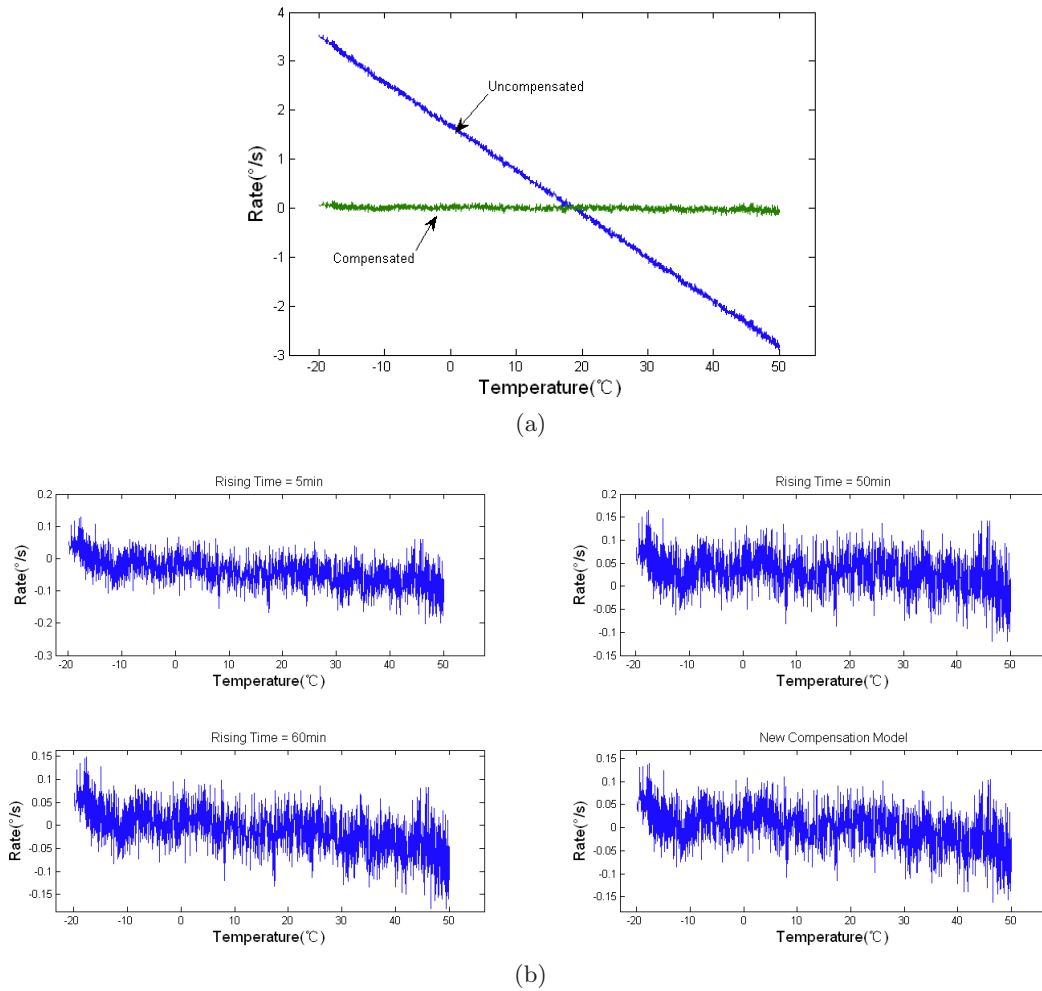 4
3
2
1
0
-1
-2
-3
Rate(°/s)
Uncompensated
Compensated
-20 -10 0 10 20 30 40 50
Temperature(℃)
(a)
Rising Time = 5min
0.2
0.1
0
-0.1
-0.2
-0.3
Rate(°/s)
-20 -10 0 10 20 30 40 50
Temperature(℃)
Rising Time = 50min
0.2
0.15
0.1
0.05
0
-0.05
-0.1
-0.15
Rate(°/s)
-20 -10 0 10 20 30 40 50
Temperature(℃)
Rising Time = 60min
0.15
0.1
0.05
0
-0.05
-0.1
-0.15
Rate(°/s)
-20 -10 0 10 20 30 40 50
Temperature(℃)
New Compensation Model
0.15
0.1
0.05
0
-0.05
-0.1
-0.15
Rate(°/s)
-20 -10 0 10 20 30 40 50
Temperature(℃)
(b)